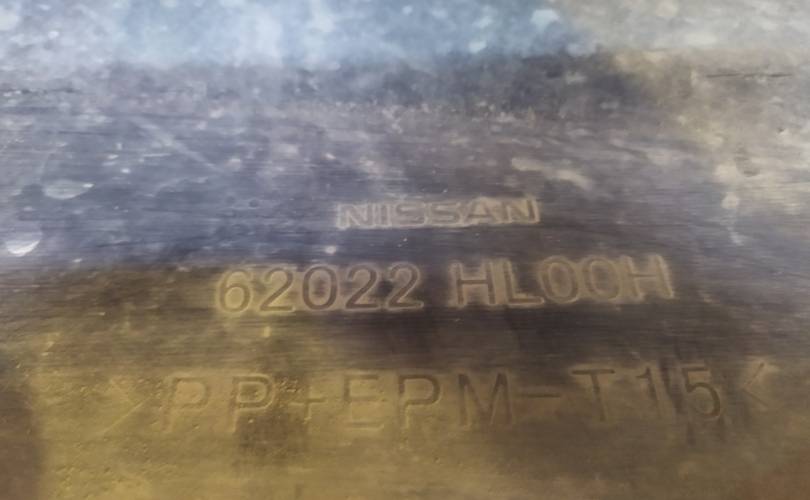 NISSAN
62022 HL00H
>PP+EPM-T15<